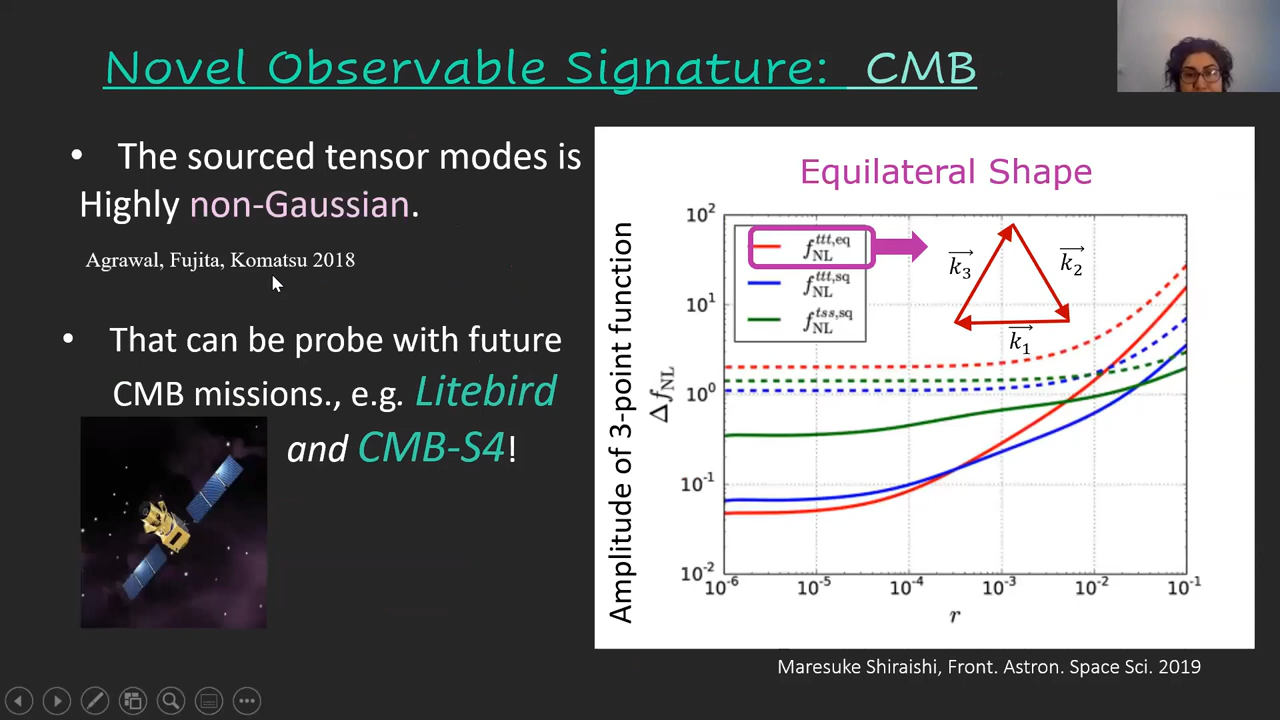 Novel Observable Signature: CMB
• The sourced tensor modes is
Highly non-Gaussian.
Agrawal, Fujita, Komatsu 2018
• That can be probe with future
CMB missions., e.g. Litebird
and CMB-S4!
Equilateral Shape
Amplitude of 3-point function
Δf_NL
10^2
10^1
10^0
10^-1
10^-2
f_NL^ttt,eq
f_NL^ttt,sq
f_NL^tss,sq
k_3
k_2
k_1
10^-6 10^-5 10^-4 10^-3 10^-2 10^-1
r
Maresuke Shiraishi, Front. Astron. Space Sci. 2019